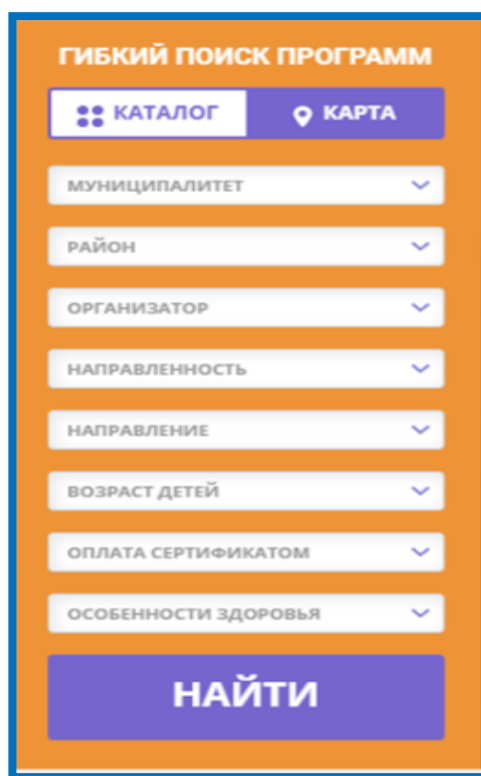 ГИБКИЙ ПОИСК ПРОГРАММ
КАТАЛОГ КАРТА
МУНИЦИПАЛИТЕТ
РАЙОН
ОРГАНИЗАТОР
НАПРАВЛЕННОСТЬ
НАПРАВЛЕНИЕ
ВОЗРАСТ ДЕТЕЙ
ОПЛАТА СЕРТИФИКАТОМ
ОСОБЕННОСТИ ЗДОРОВЬЯ
НАЙТИ